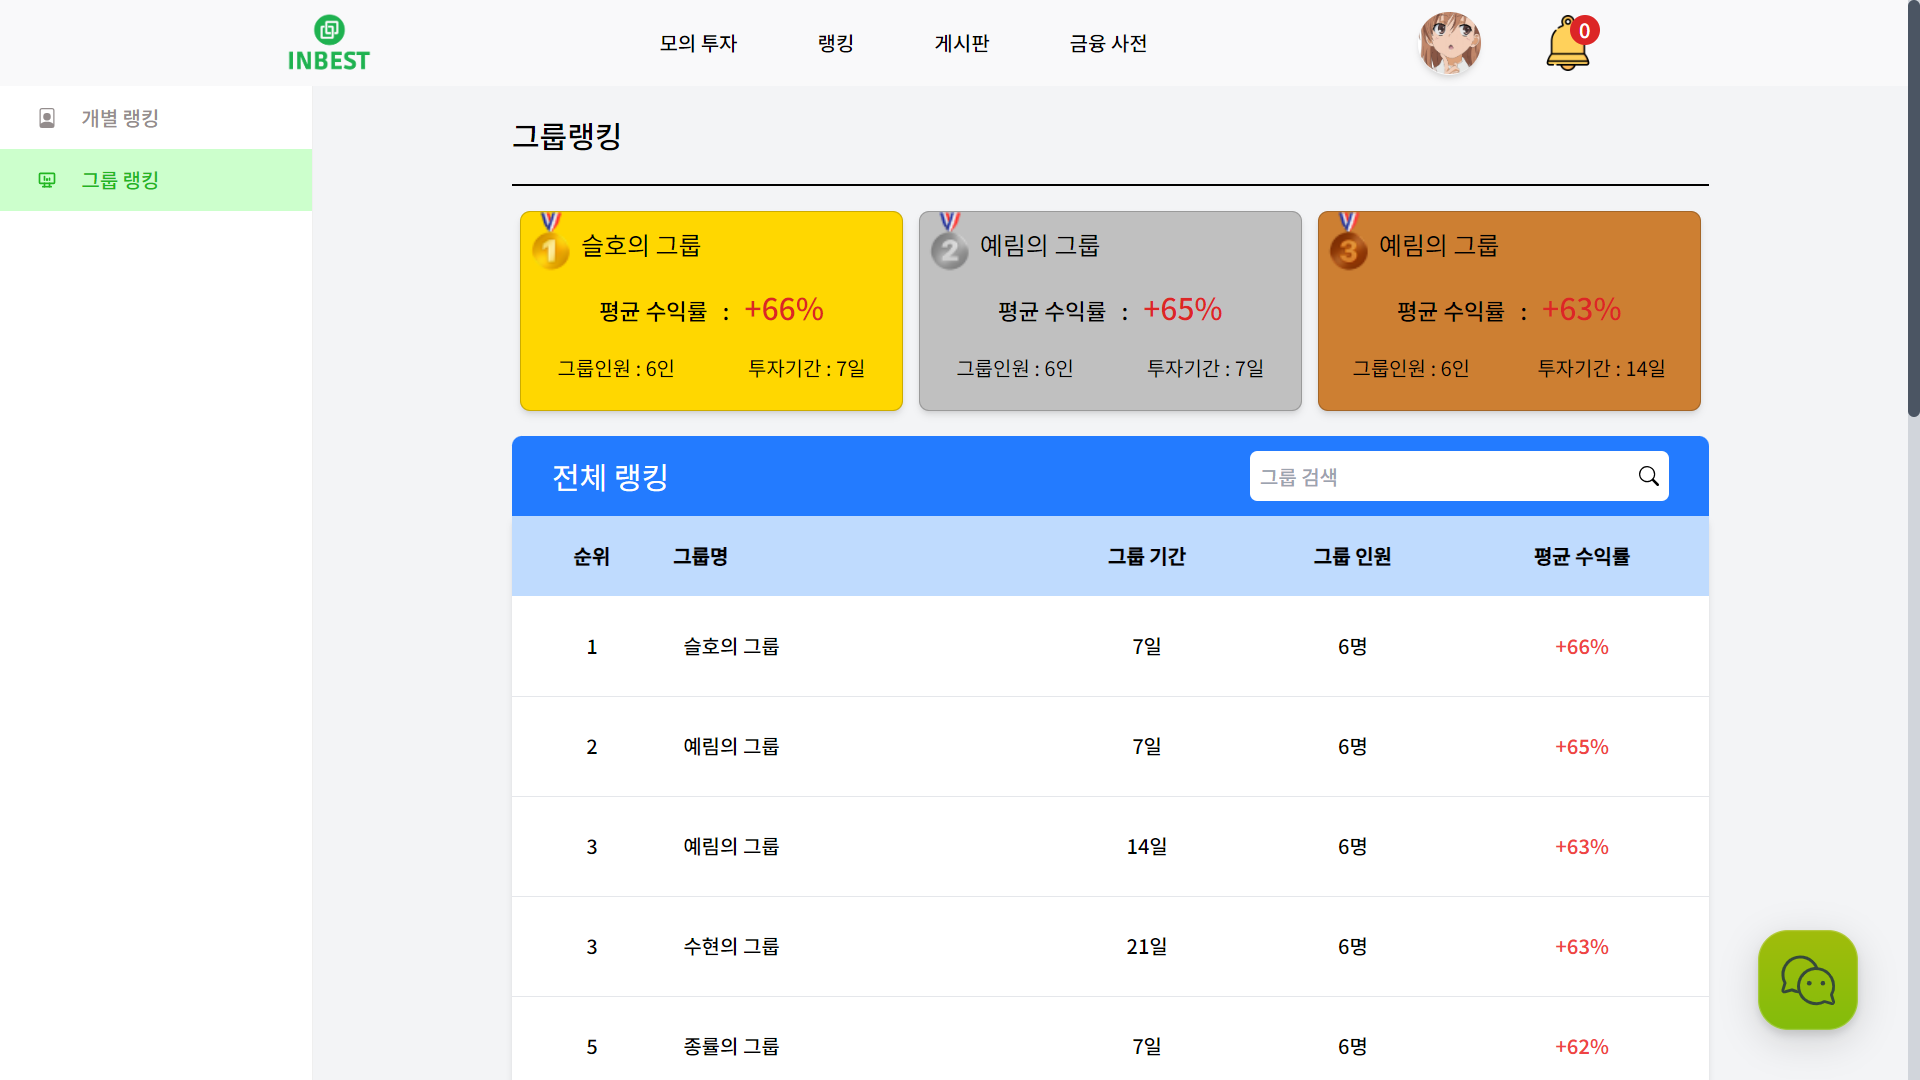 INBEST
모의 투자 랭킹 게시판 금융 사전
0
개별 랭킹
그룹 랭킹
그룹랭킹
1 슬호의 그룹
평균 수익률 : +66%
그룹인원 : 6인 투자기간 : 7일
2 예림의 그룹
평균 수익률 : +65%
그룹인원 : 6인 투자기간 : 7일
3 예림의 그룹
평균 수익률 : +63%
그룹인원 : 6인 투자기간 : 14일
전체 랭킹 그룹 검색
순위 그룹명 그룹 기간 그룹 인원 평균 수익률
1 슬호의 그룹 7일 6명 +66%
2 예림의 그룹 7일 6명 +65%
3 예림의 그룹 14일 6명 +63%
3 수현의 그룹 21일 6명 +63%
5 종률의 그룹 7일 6명 +62%